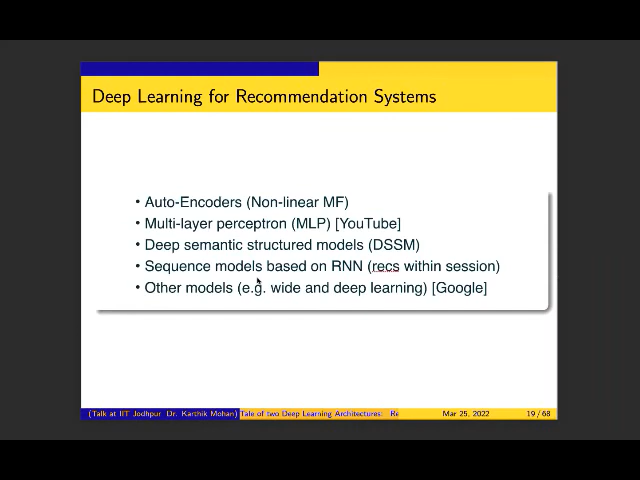 Deep Learning for Recommendation Systems
• Auto-Encoders (Non-linear MF)
• Multi-layer perceptron (MLP) [YouTube]
• Deep semantic structured models (DSSM)
• Sequence models based on RNN (recs within session)
• Other models (e.g. wide and deep learning) [Google]
(Talk at IIT Jodhpur Dr. Karthik Mohan) Tale of two Deep Learning Architectures: Re Mar 25, 2022 19 / 68